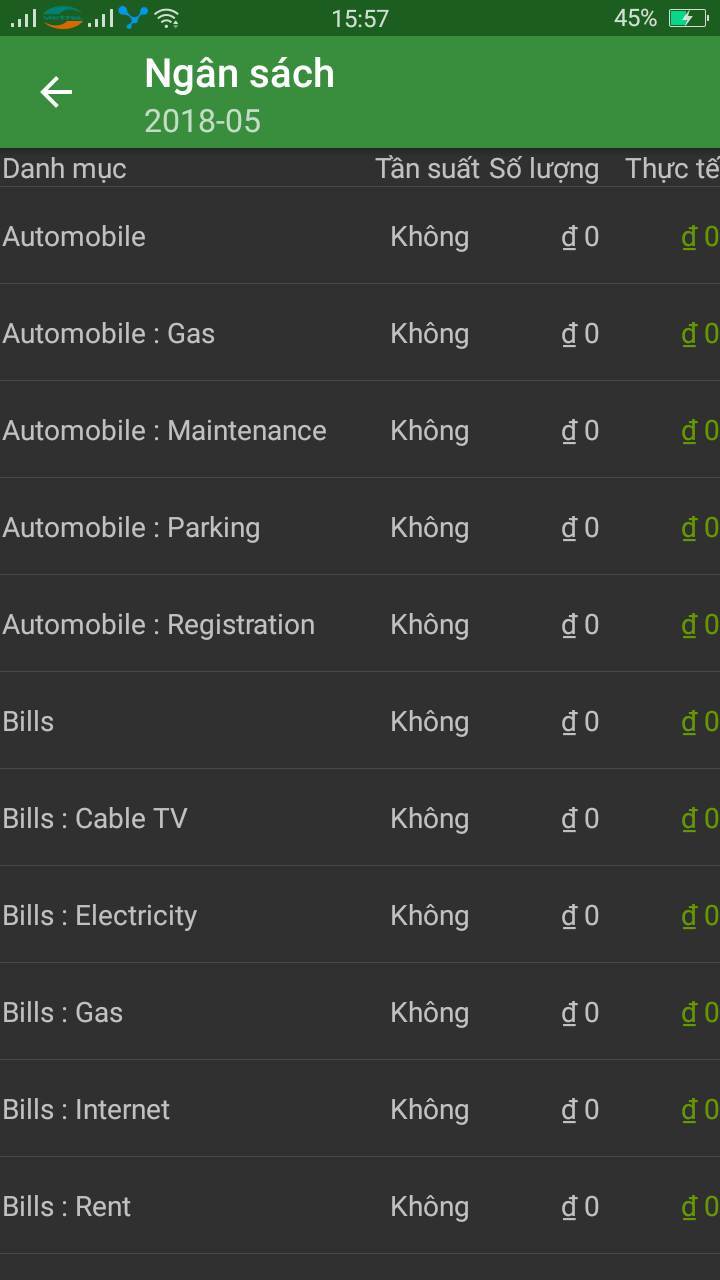 15:57 45%
Ngân sách
2018-05
Danh mục Tần suất Số lượng Thực tế
Automobile Không ₫ 0 ₫ 0
Automobile : Gas Không ₫ 0 ₫ 0
Automobile : Maintenance Không ₫ 0 ₫ 0
Automobile : Parking Không ₫ 0 ₫ 0
Automobile : Registration Không ₫ 0 ₫ 0
Bills Không ₫ 0 ₫ 0
Bills : Cable TV Không ₫ 0 ₫ 0
Bills : Electricity Không ₫ 0 ₫ 0
Bills : Gas Không ₫ 0 ₫ 0
Bills : Internet Không ₫ 0 ₫ 0
Bills : Rent Không ₫ 0 ₫ 0